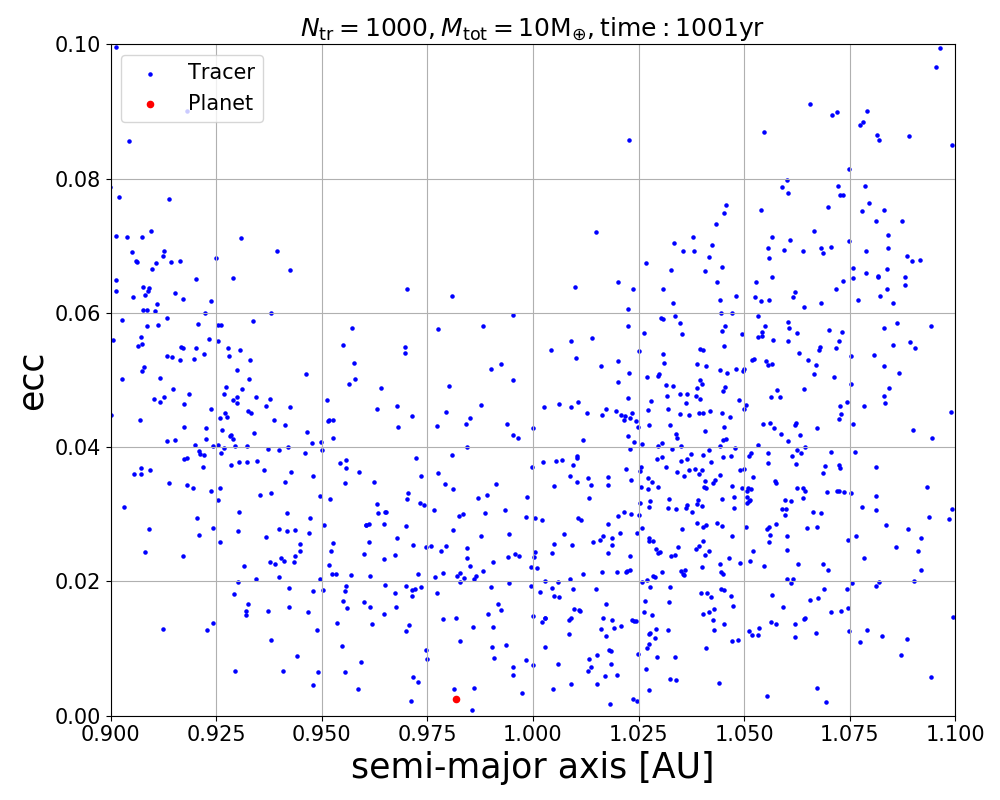 N_tr = 1000, M_tot = 10M_⊕, time : 1001yr
Tracer
Planet
0.10
0.08
0.06
0.04
0.02
0.00
ecc
0.900 0.925 0.950 0.975 1.000 1.025 1.050 1.075 1.100
semi-major axis [AU]